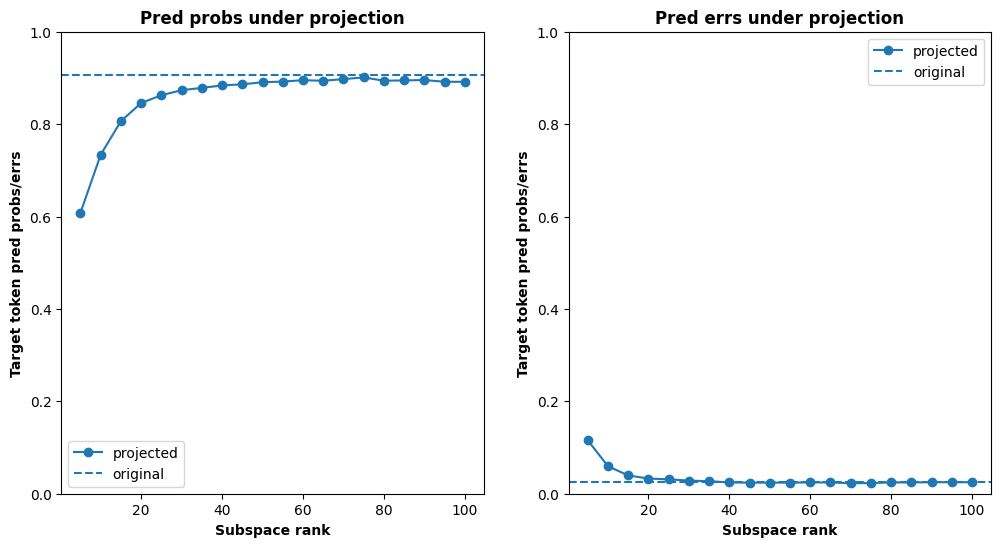 Pred probs under projection
Target token pred probs/errs
1.0
0.8
0.6
0.4
0.2
0.0
projected
original
20
40
60
80
100
Subspace rank
Pred errs under projection
Target token pred probs/errs
1.0
0.8
0.6
0.4
0.2
0.0
projected
original
20
40
60
80
100
Subspace rank